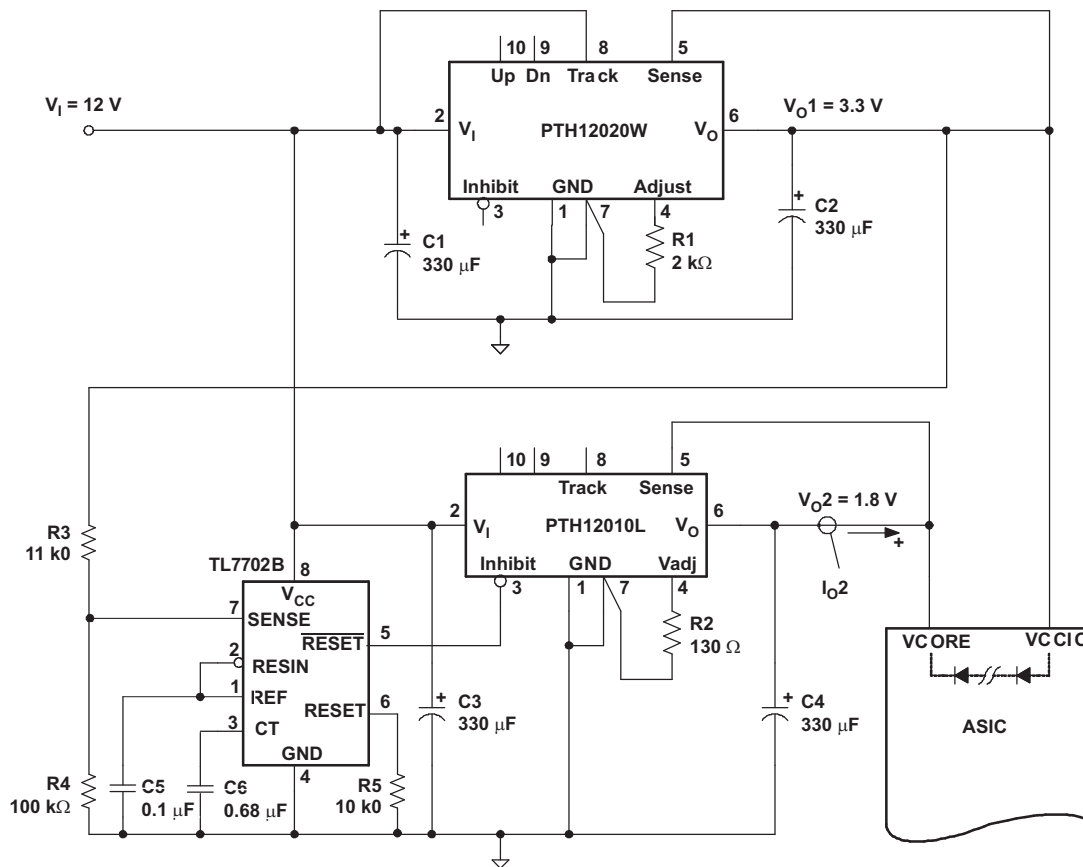 10 9 8 5
Up Dn Track Sense
V_I = 12 V
2 V_I PTH12020W V_O 6
V_O1 = 3.3 V
Inhibit GND Adjust
3 1 7 4
+ C1
330 μF
R1
2 kΩ
+ C2
330 μF
10 9 8 5
Track Sense
2 V_I PTH12010L V_O 6
V_O2 = 1.8 V
+
I_O2
Inhibit GND Vadj
3 1 7 4
R2
130 Ω
R3
11 k0
TL7702B
8
V_CC
7 SENSE
RESET 5
2 RESIN
1 IREF
RESET 6
3 CT
GND
4
R4
100 kΩ
C5
0.1 μF
C6
0.68 μF
R5
10 k0
+ C3
330 μF
+ C4
330 μF
VCORE VCCIO
ASIC